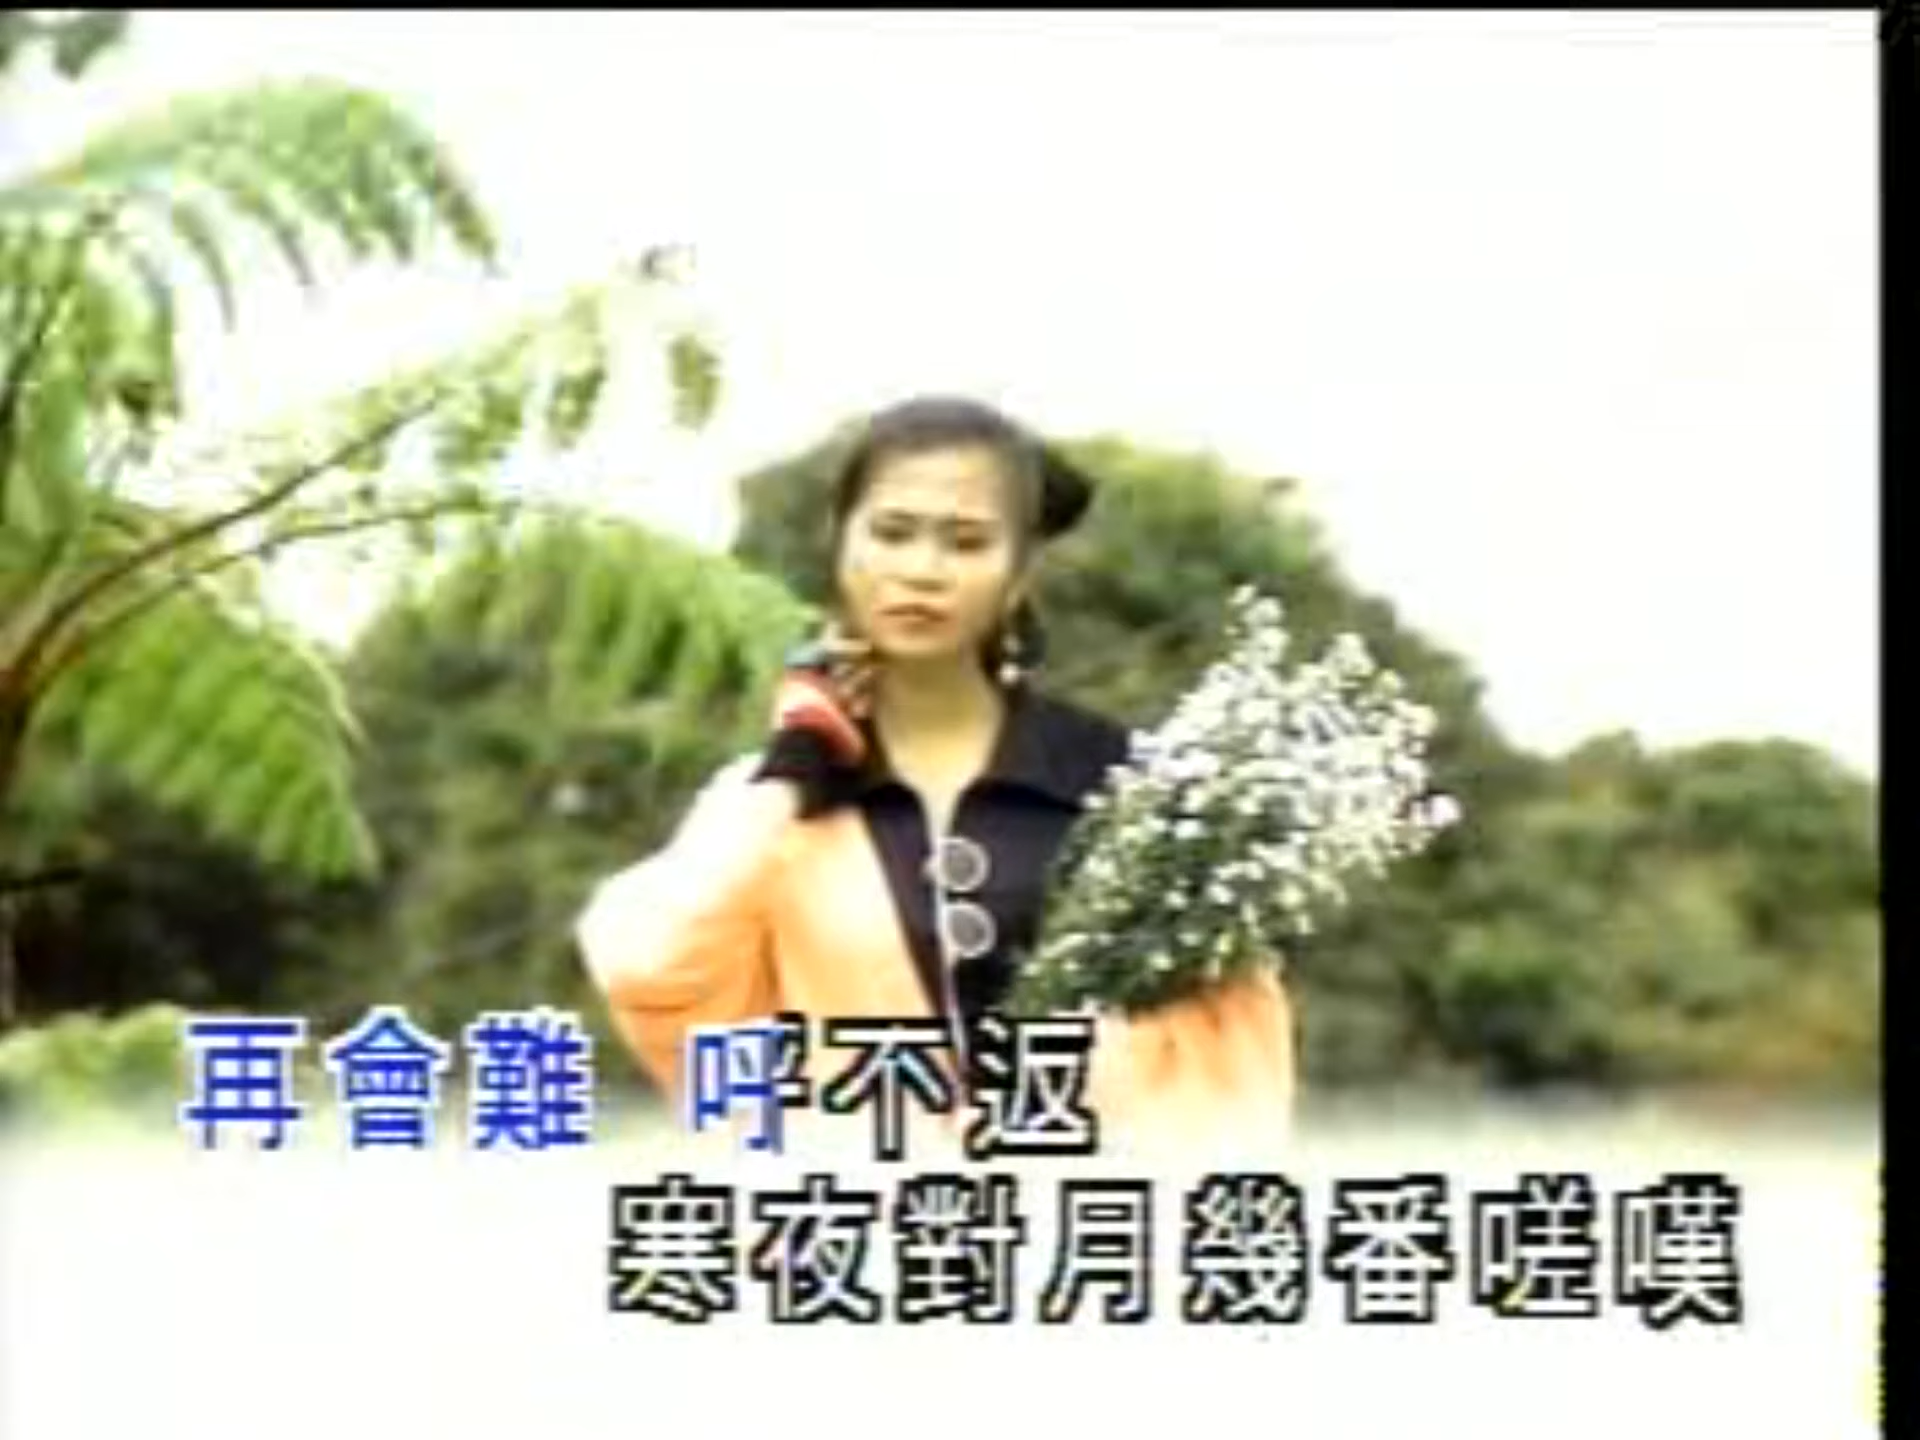 再會難 呼不返
寒夜對月幾番嗟嘆